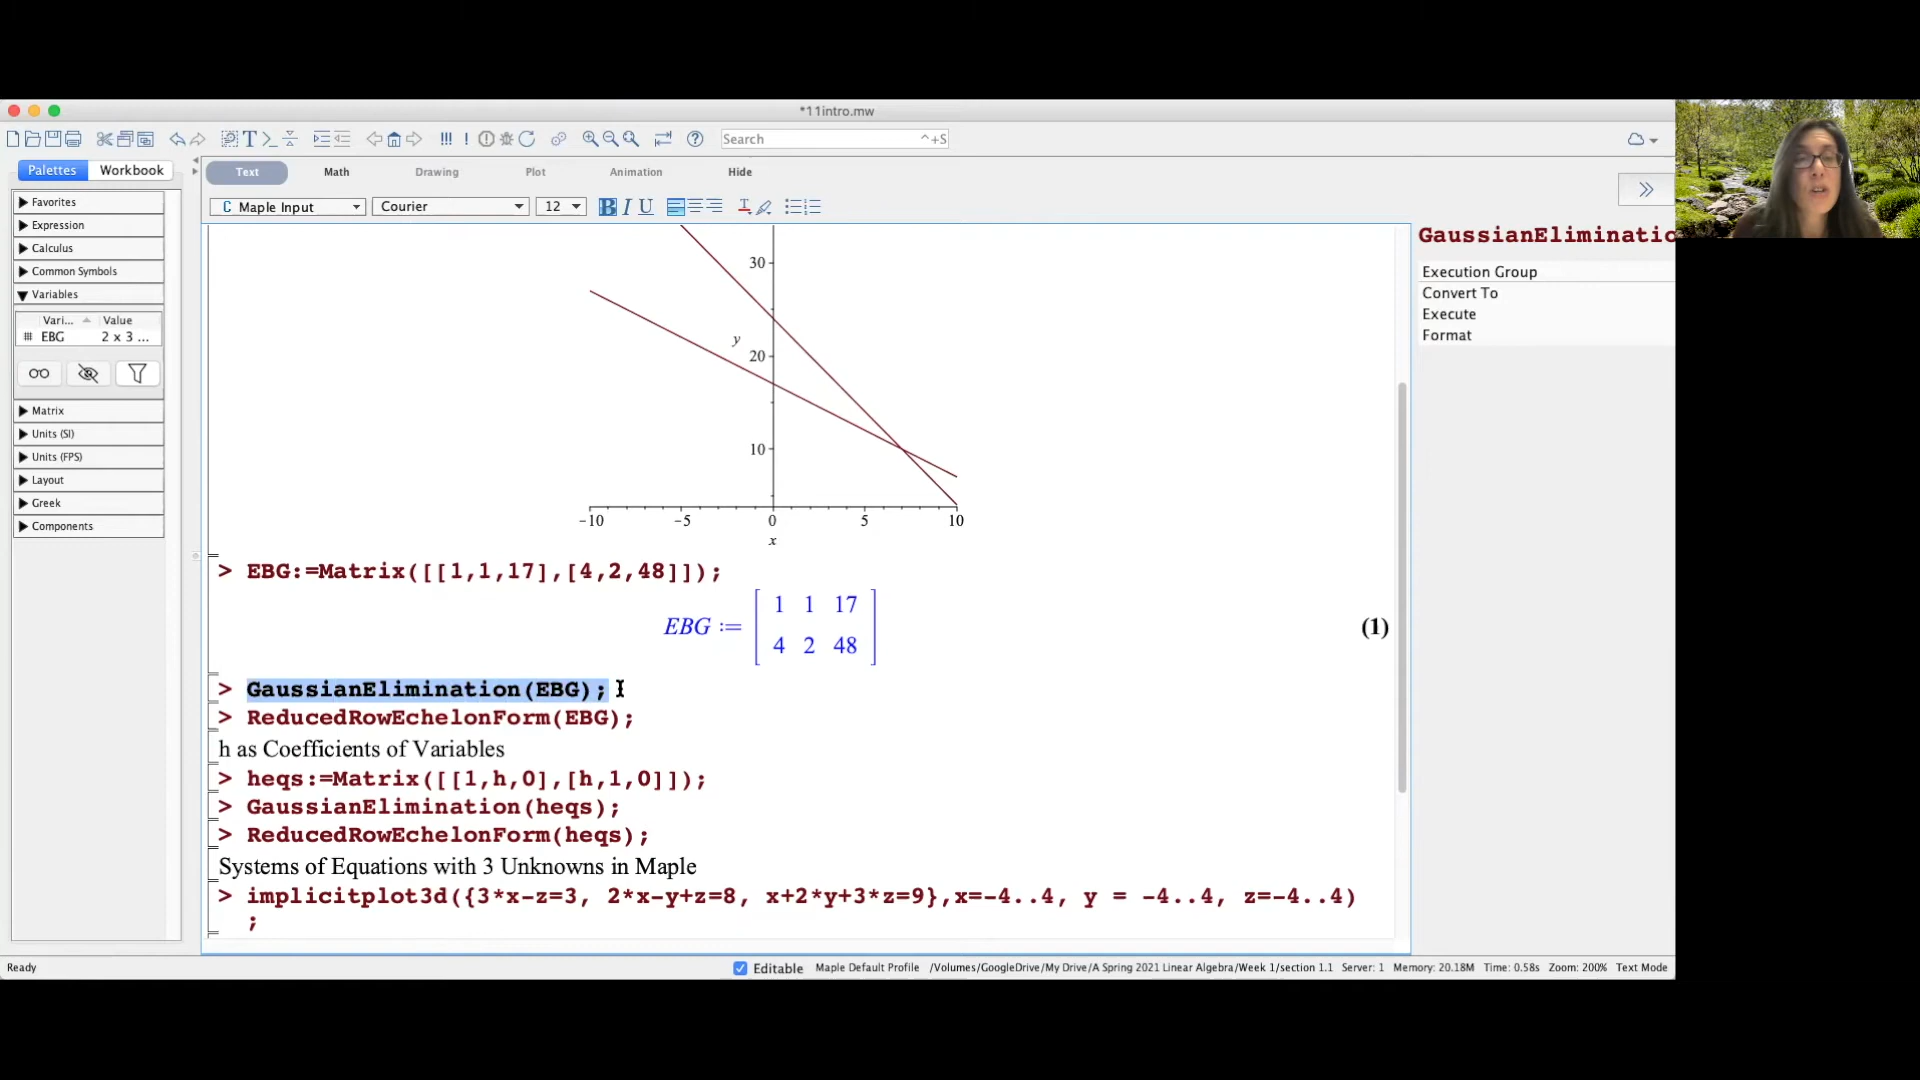 *11intro.mw
Search ^+S
Palettes Workbook
Text Math Drawing Plot Animation Hide
C Maple Input Courier 12 B I U
Favorites
Expression
Calculus
Common Symbols
Variables
Vari... Value
EBG 2 x 3 ...
Matrix
Units (SI)
Units (FPS)
Layout
Greek
Components
30
y
20
10
-10 -5 0 5 10
x
> EBG:=Matrix([[1,1,17],[4,2,48]]);
EBG := [ 1 1 17
4 2 48 ] (1)
> GaussianElimination(EBG);
> ReducedRowEchelonForm(EBG);
h as Coefficients of Variables
> heqs:=Matrix([[1,h,0],[h,1,0]]);
> GaussianElimination(heqs);
> ReducedRowEchelonForm(heqs);
Systems of Equations with 3 Unknowns in Maple
> implicitplot3d({3*x-z=3, 2*x-y+z=8, x+2*y+3*z=9},x=-4..4, y = -4..4, z=-4..4)
;
GaussianEliminatio
Execution Group
Convert To
Execute
Format
Ready
Editable Maple Default Profile /Volumes/GoogleDrive/My Drive/A Spring 2021 Linear Algebra/Week 1/section 1.1 Server: 1 Memory: 20.18M Time: 0.58s Zoom: 200% Text Mode